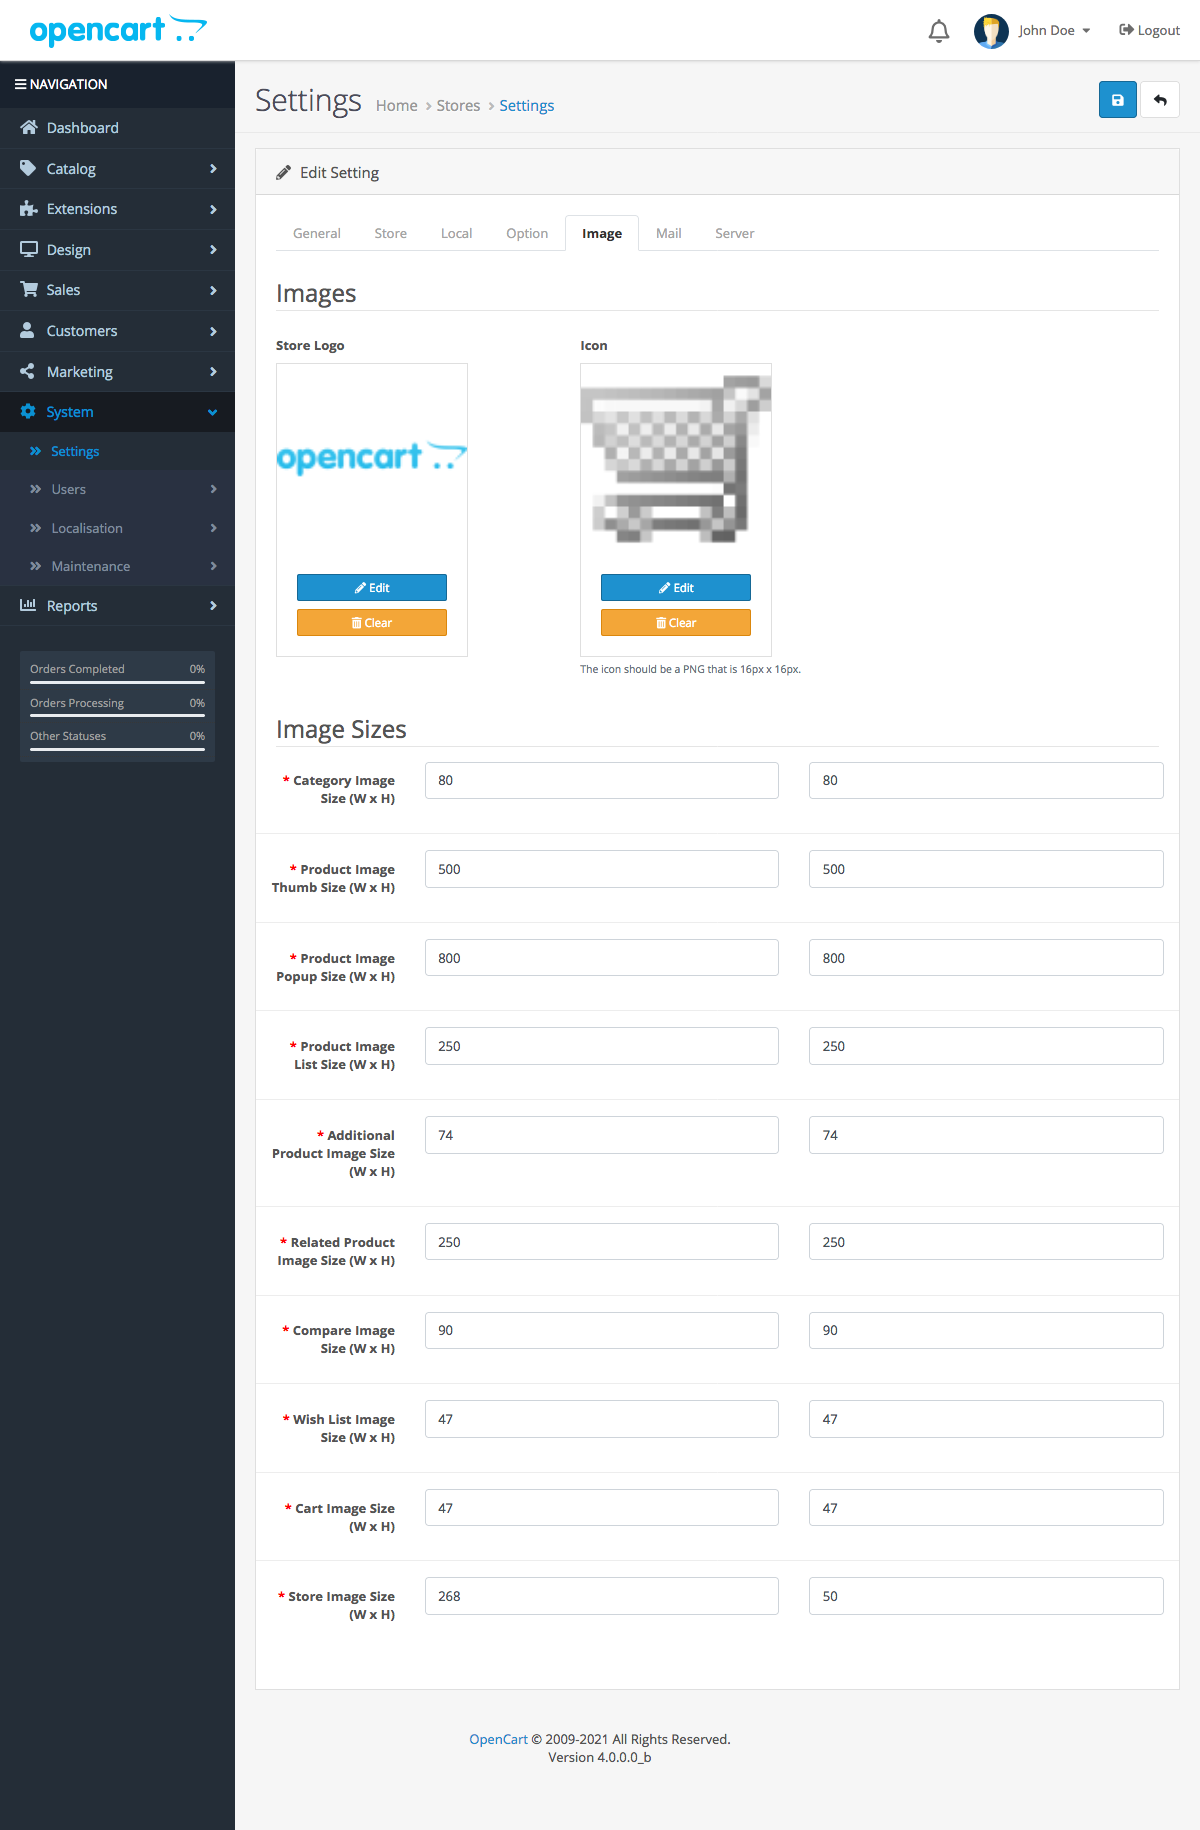 opencart
John Doe
Logout
NAVIGATION
Dashboard
Catalog
Extensions
Design
Sales
Customers
Marketing
System
Settings
Users
Localisation
Maintenance
Reports
Orders Completed 0%
Orders Processing 0%
Other Statuses 0%
Settings
Home > Stores > Settings
Edit Setting
General Store Local Option Image Mail Server
Images
Store Logo
opencart
Edit
Clear
Icon
Edit
Clear
The icon should be a PNG that is 16px x 16px.
Image Sizes
* Category Image
Size (W x H)
80 80
* Product Image
Thumb Size (W x H)
500 500
* Product Image
Popup Size (W x H)
800 800
* Product Image
List Size (W x H)
250 250
* Additional
Product Image Size
(W x H)
74 74
* Related Product
Image Size (W x H)
250 250
* Compare Image
Size (W x H)
90 90
* Wish List Image
Size (W x H)
47 47
* Cart Image Size
(W x H)
47 47
* Store Image Size
(W x H)
268 50
OpenCart © 2009-2021 All Rights Reserved.
Version 4.0.0.0_b